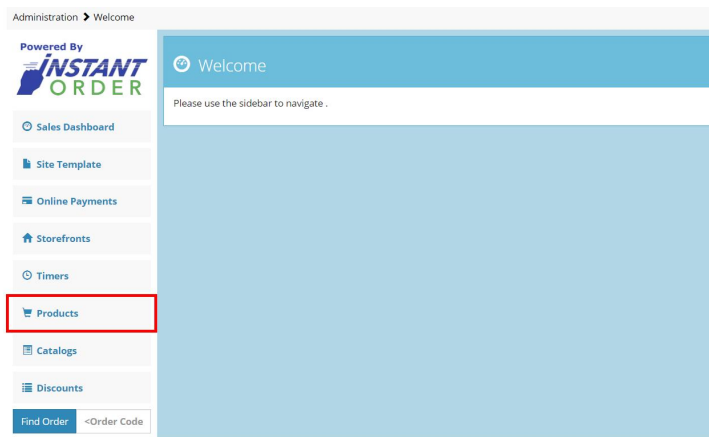 Administration > Welcome
Powered By
INSTANT
ORDER
Welcome
Please use the sidebar to navigate .
Sales Dashboard
Site Template
Online Payments
Storefronts
Timers
Products
Catalogs
Discounts
Find Order <Order Code